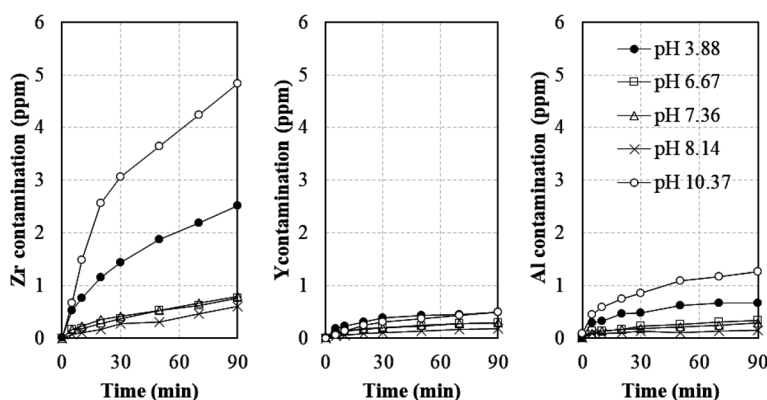 Zr contamination (ppm)
6
5
4
3
2
1
0
0 30 60 90
Time (min)
Ycontamination (ppm)
6
5
4
3
2
1
0
0 30 60 90
Time (min)
Al contamination (ppm)
6
5
4
3
2
1
0
0 30 60 90
Time (min)
pH 3.88
pH 6.67
pH 7.36
pH 8.14
pH 10.37